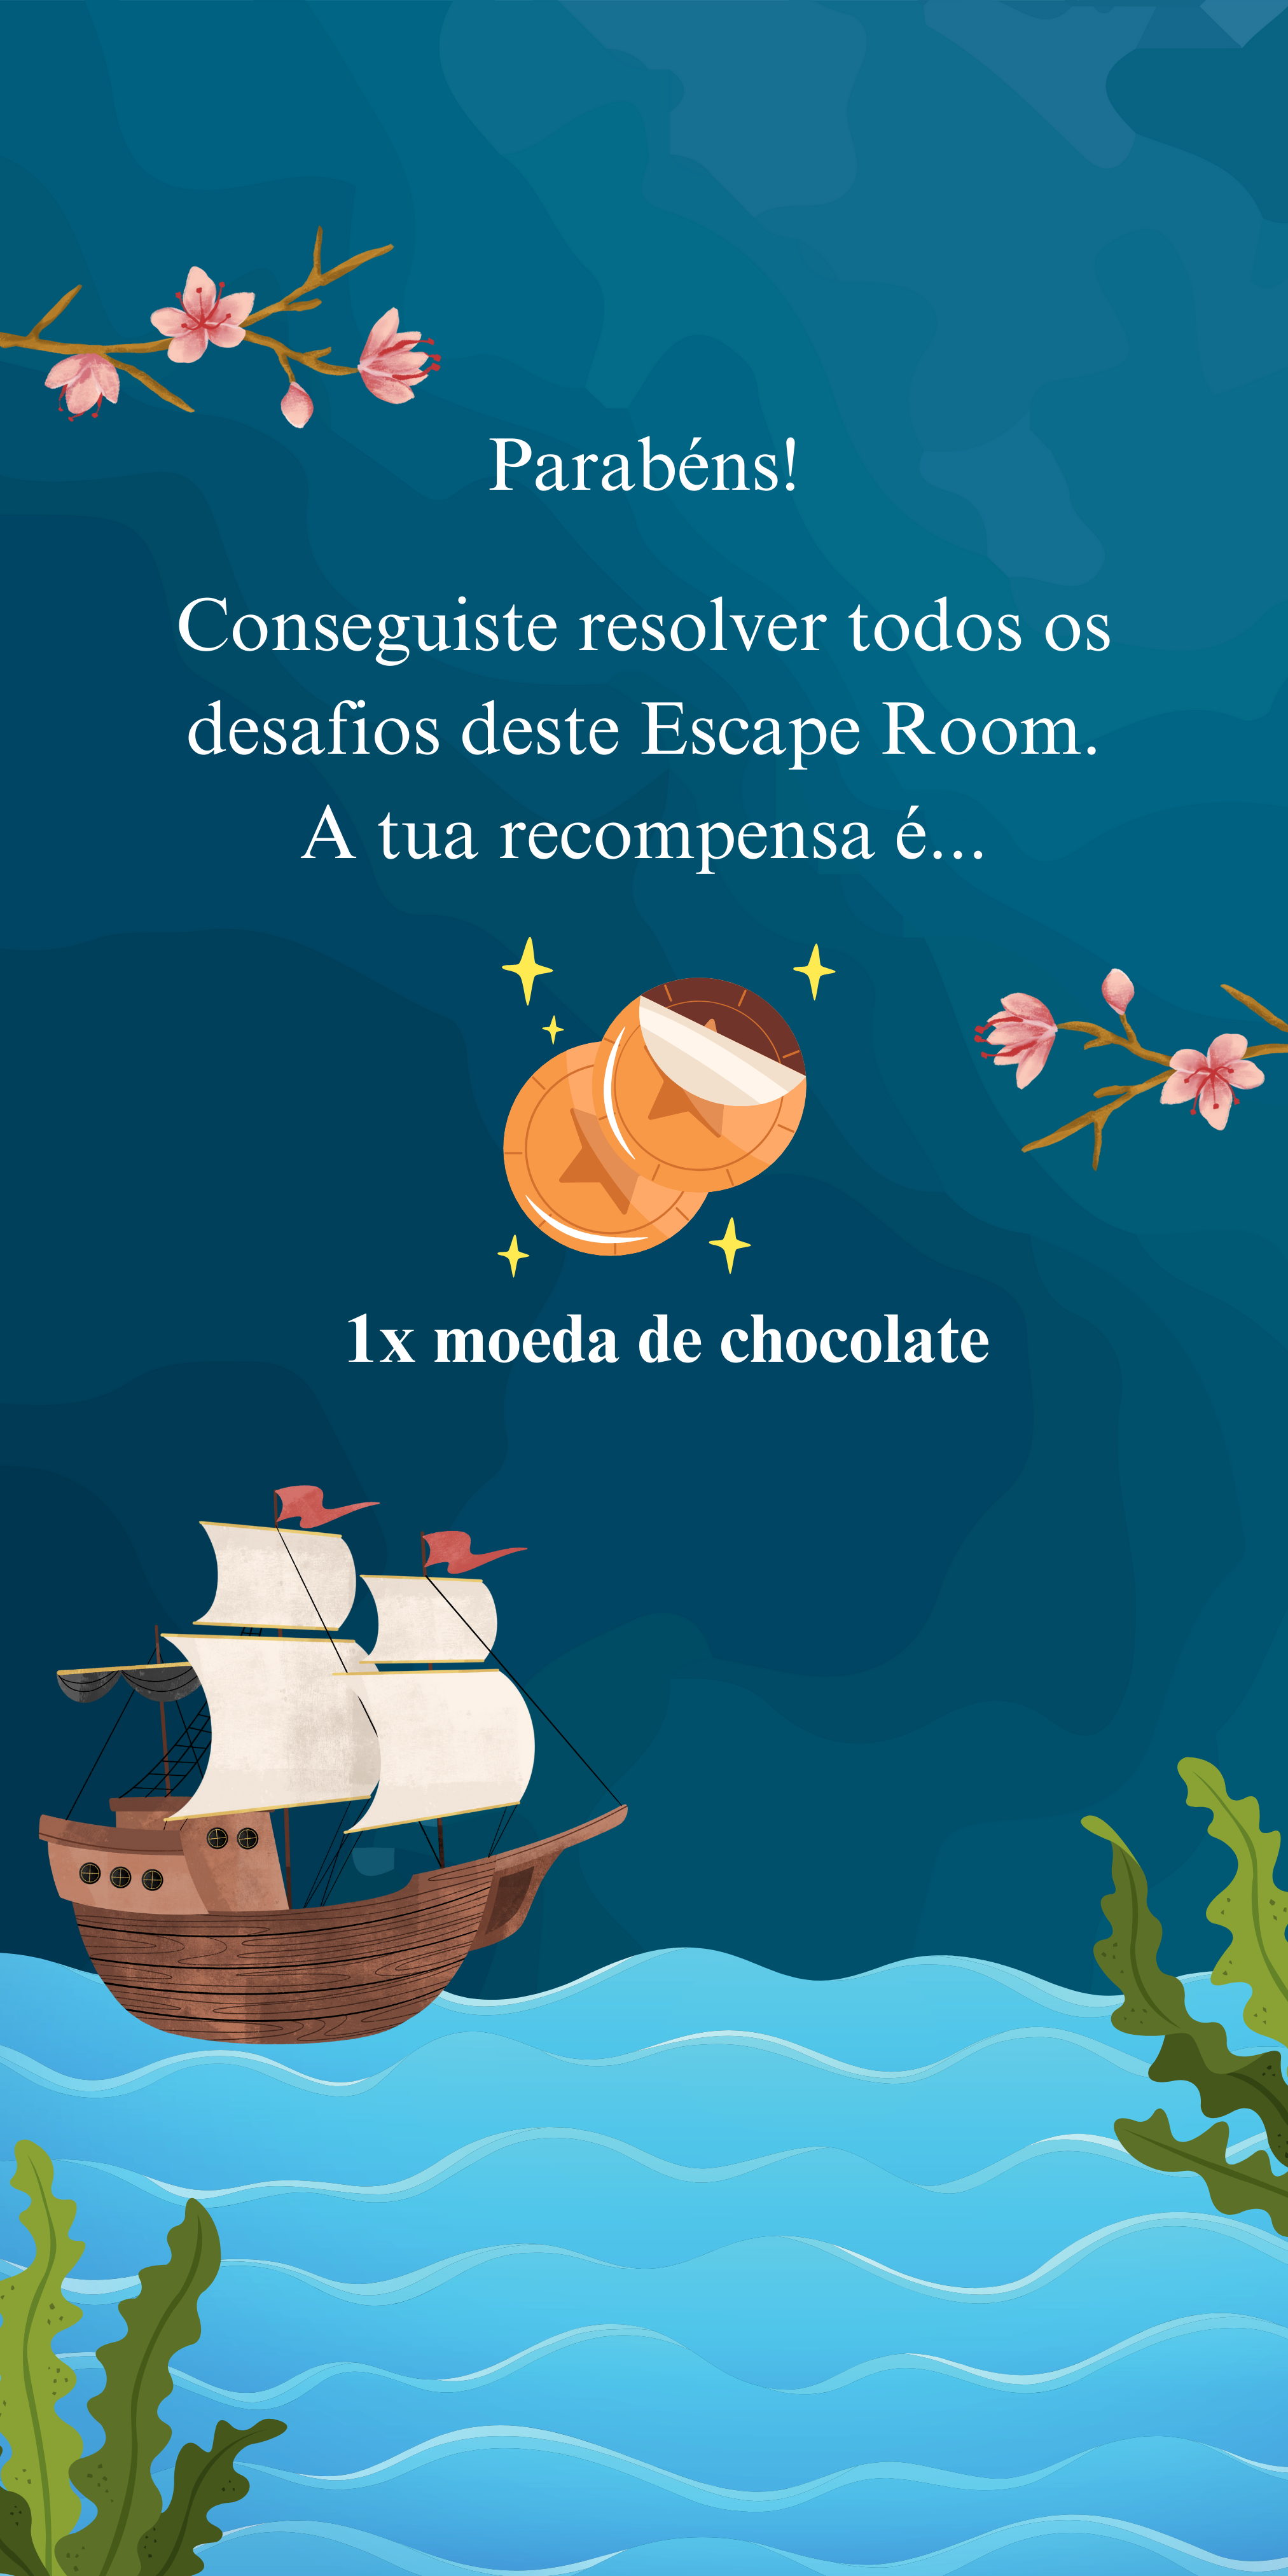 Parabéns!
Conseguiste resolver todos os
desafios deste Escape Room.
A tua recompensa é...
1x moeda de chocolate